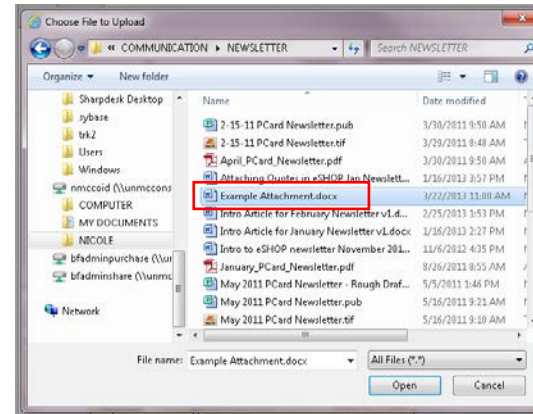 Choose File to Upload
« COMMUNICATION ▸ NEWSLETTER
Search NEWSLETTER
Organize
New folder
Name
Date modified
Sharpdesk Desktop
sybase
trk2
Users
Windows
nmccoid (\\unmccons
COMPUTER
MY DOCUMENTS
NICOLE
bfadminpurchase (\\ur
bfadminshare (\\unmc
Network
2-15-11 PCard Newsletter.pub 3/30/2011 9:50 AM
2-15-11 PCard Newsletter.tif 3/29/2011 8:48 AM
April_PCard_Newsletter.pdf 3/30/2011 9:50 AM
Attaching Quotes in eSHOP Jan Newslett... 1/16/2013 3:57 PM
Example Attachment.docx 3/22/2013 11:00 AM
Intro Article for February Newsletter v1.d... 2/25/2013 1:53 PM
Intro Article for January Newsletter v1.docx 1/16/2013 2:27 PM
Intro to eSHOP newsletter November 201... 11/6/2012 4:35 PM
January_PCard_Newsletter.pdf 8/26/2011 8:55 AM
May 2011 PCard Newsletter - Rough Draf... 5/5/2011 1:46 PM
May 2011 PCard Newsletter.pub 5/16/2011 9:21 AM
May 2011 PCard Newsletter.tif 5/16/2011 9:10 AM
File name: Example Attachment.docx
All Files (*.*)
Open
Cancel